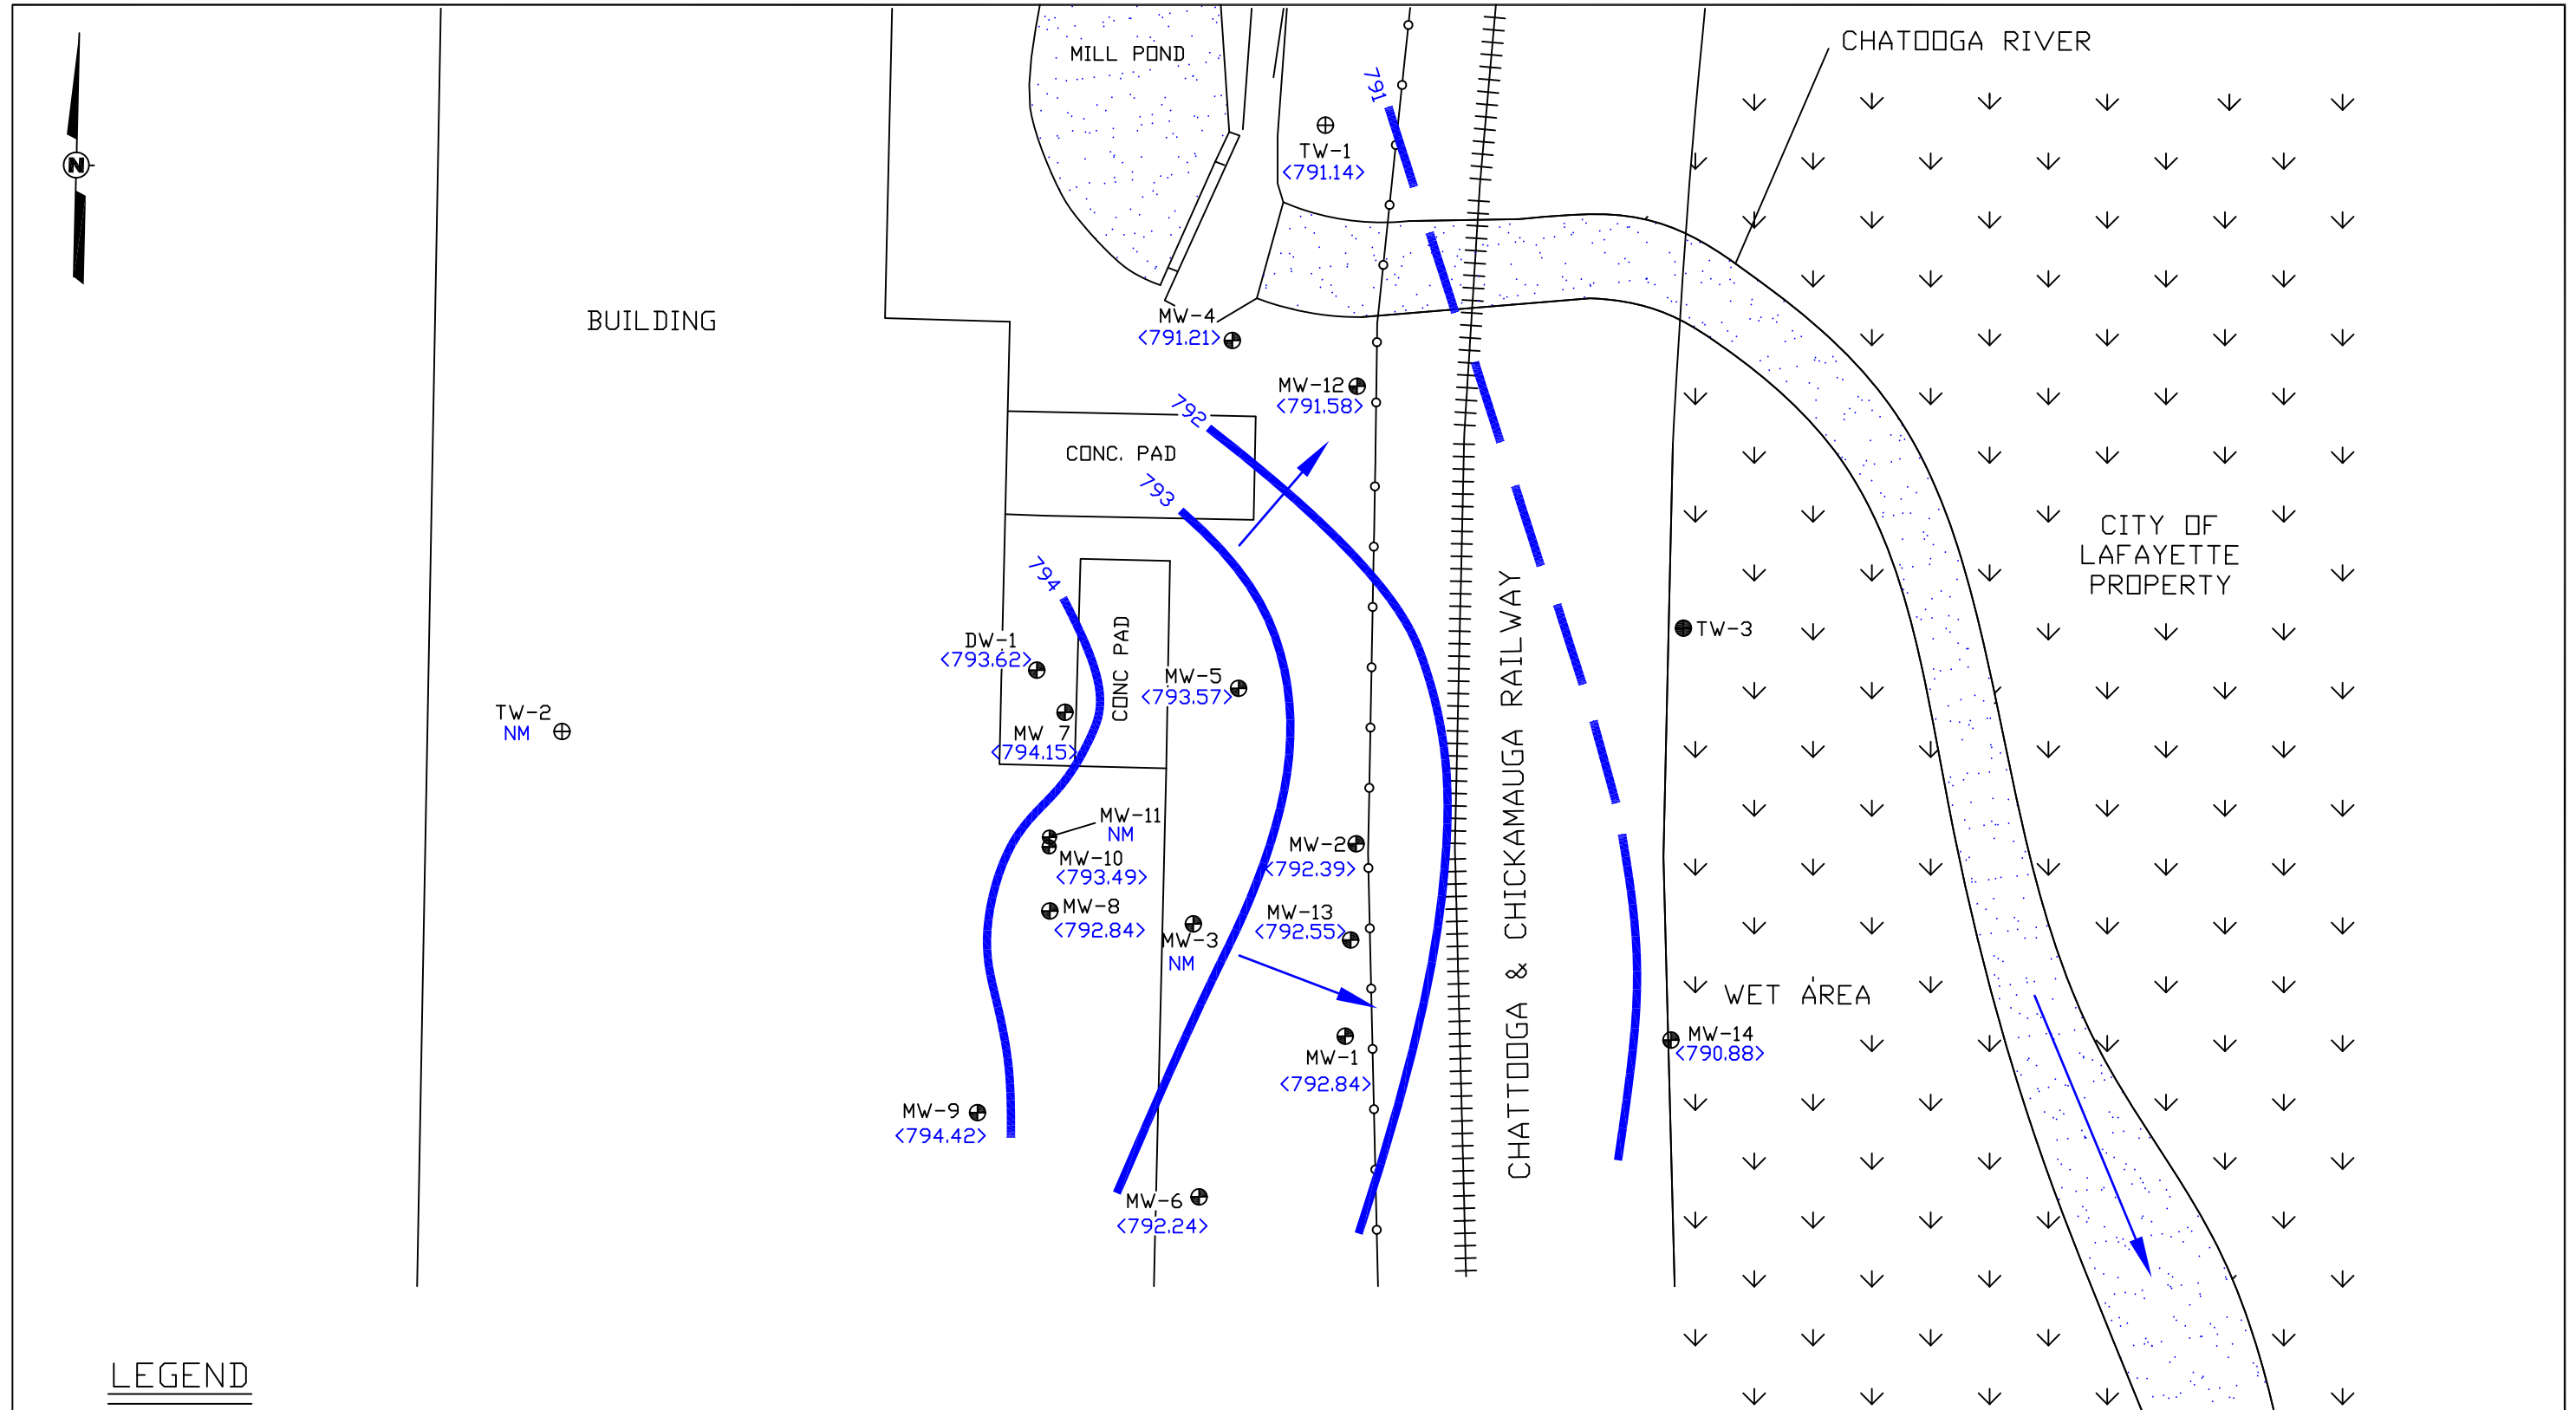 CHATOOGA RIVER
MILL POND
791
TW-1
<791.14>
N
BUILDING
MW-4
<791.21>
MW-12
<791.58>
792
CONC. PAD
793
794
CONC PAD
DW-1
<793.62>
MW-5
<793.57>
MW 7
<794.15>
TW-2
NM
TW-3
CITY OF
LAFAYETTE
PROPERTY
CHATTOOGA & CHICKAMAUGA RAILWAY
MW-11
NM
MW-10
<793.49>
MW-8
<792.84>
MW-3
NM
MW-2
<792.39>
MW-13
<792.55>
WET AREA
MW-14
<790.88>
MW-1
<792.84>
MW-9
<794.42>
MW-6
<792.24>
LEGEND